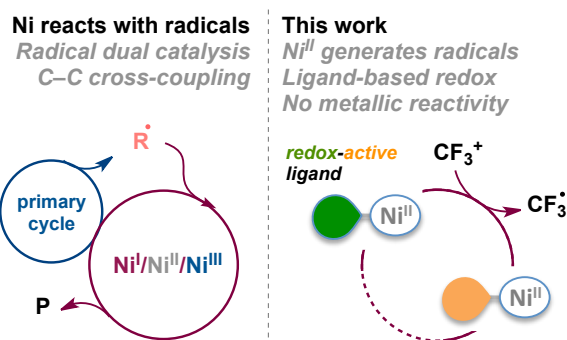 Ni reacts with radicals
Radical dual catalysis
C–C cross-coupling
R•
primary
cycle
Niᴵ/Niᴵᴵ/Niᴵᴵᴵ
P
This work
Niᴵᴵ generates radicals
Ligand-based redox
No metallic reactivity
redox-active
ligand
CF₃⁺
Niᴵᴵ
CF₃•
Niᴵᴵ